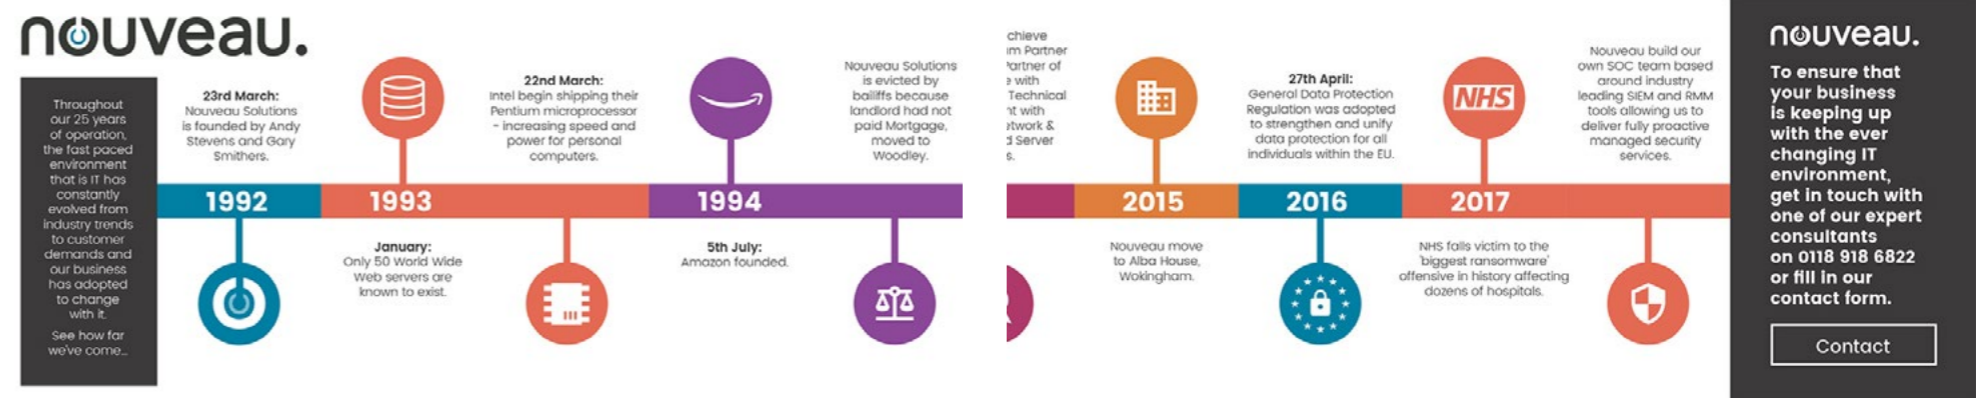 nouveau.
Throughout
our 25 years
of operation,
the fast paced
environment
that is IT has
constantly
evolved from
industry trends
to customer
demands and
our business
has adopted
to change
with it.
See how far
we've come...
23rd March:
Nouveau Solutions
is founded by Andy
Stevens and Gary
Smithers.
1992
1993
January:
Only 50 World Wide
Web servers are
known to exist.
22nd March:
Intel begin shipping their
Pentium microprocessor
- increasing speed and
power for personal
computers.
1994
5th July:
Amazon founded.
Nouveau Solutions
is evicted by
bailiffs because
landlord had not
paid Mortgage,
moved to
Woodley.
chieve
m Partner
Partner of
with
Technical
nt with
etwork &
d Server
s.
2015
Nouveau move
to Alba House,
Wokingham.
27th April:
General Data Protection
Regulation was adopted
to strengthen and unify
data protection for all
individuals within the EU.
2016
NHS
2017
NHS falls victim to the
'biggest ransomware'
offensive in history affecting
dozens of hospitals.
Nouveau build our
own SOC team based
around industry
leading SIEM and RMM
tools allowing us to
deliver fully proactive
managed security
services.
nouveau.
To ensure that
your business
is keeping up
with the ever
changing IT
environment,
get in touch with
one of our expert
consultants
on 0118 918 6822
or fill in our
contact form.
Contact